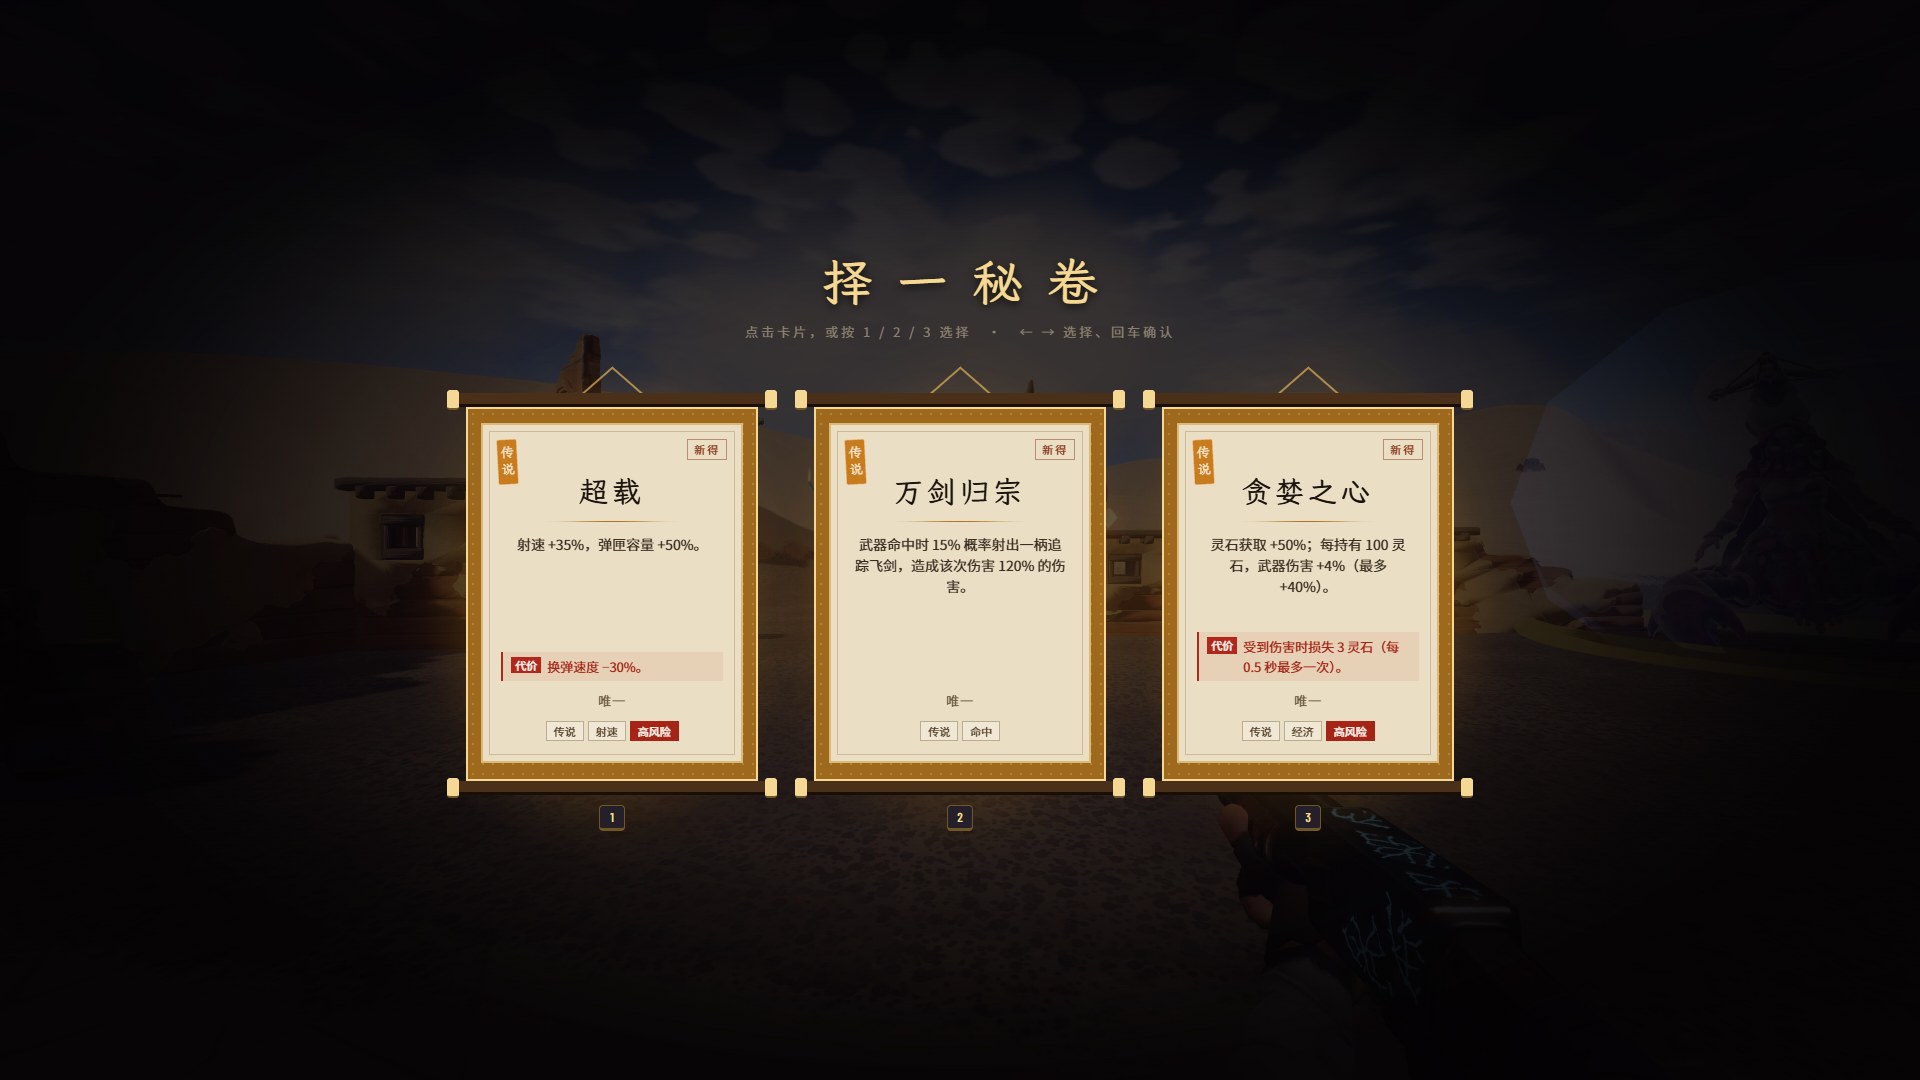 择一秘卷
点击卡片，或按 1 / 2 / 3 选择 · ← → 选择、回车确认
传说
新得
超载
射速 +35%，弹匣容量 +50%。
代价 换弹速度 −30%。
唯一
传说 射速 高风险
1
传说
新得
万剑归宗
武器命中时 15% 概率射出一柄追
踪飞剑，造成该次伤害 120% 的伤
害。
唯一
传说 命中
2
传说
新得
贪婪之心
灵石获取 +50%；每持有 100 灵
石，武器伤害 +4%（最多
+40%）。
代价 受到伤害时损失 3 灵石（每
0.5 秒最多一次）。
唯一
传说 经济 高风险
3